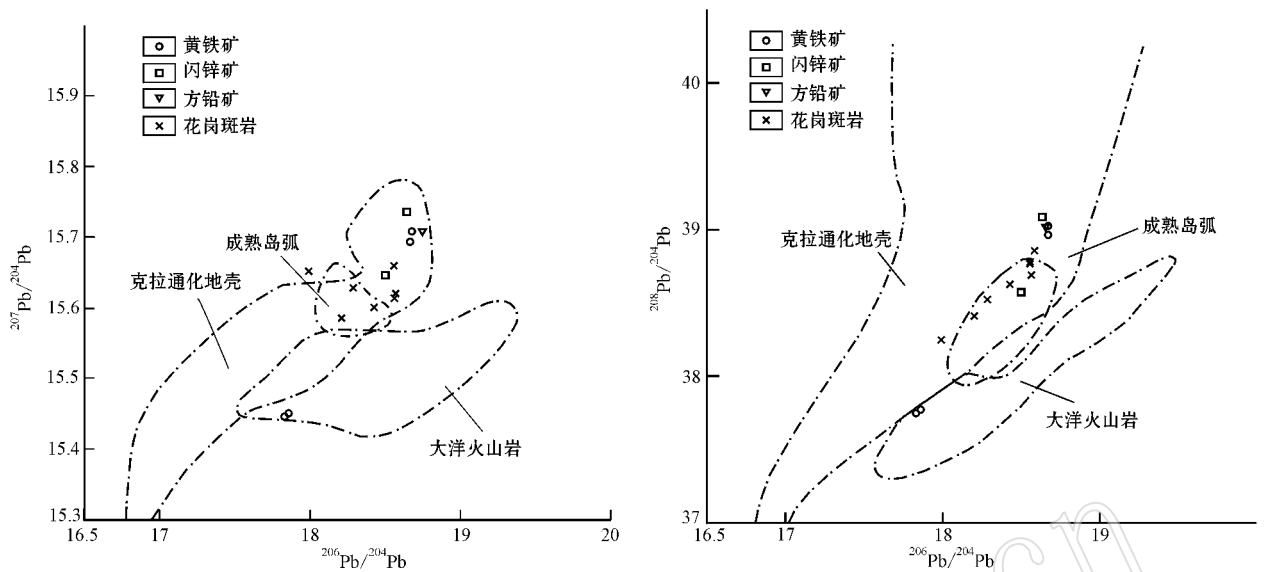 黄铁矿
闪锌矿
方铅矿
花岗斑岩
15.9
15.8
15.7
15.6
15.5
15.4
15.3
²⁰⁷Pb/²⁰⁴Pb
成熟岛弧
克拉通化地壳
大洋火山岩
16.5 17 18 19 20
²⁰⁶Pb/²⁰⁴Pb
黄铁矿
闪锌矿
方铅矿
花岗斑岩
40
39
38
37
²⁰⁸Pb/²⁰⁴Pb
克拉通化地壳
成熟岛弧
大洋火山岩
16.5 17 18 19
²⁰⁶Pb/²⁰⁴Pb
cn